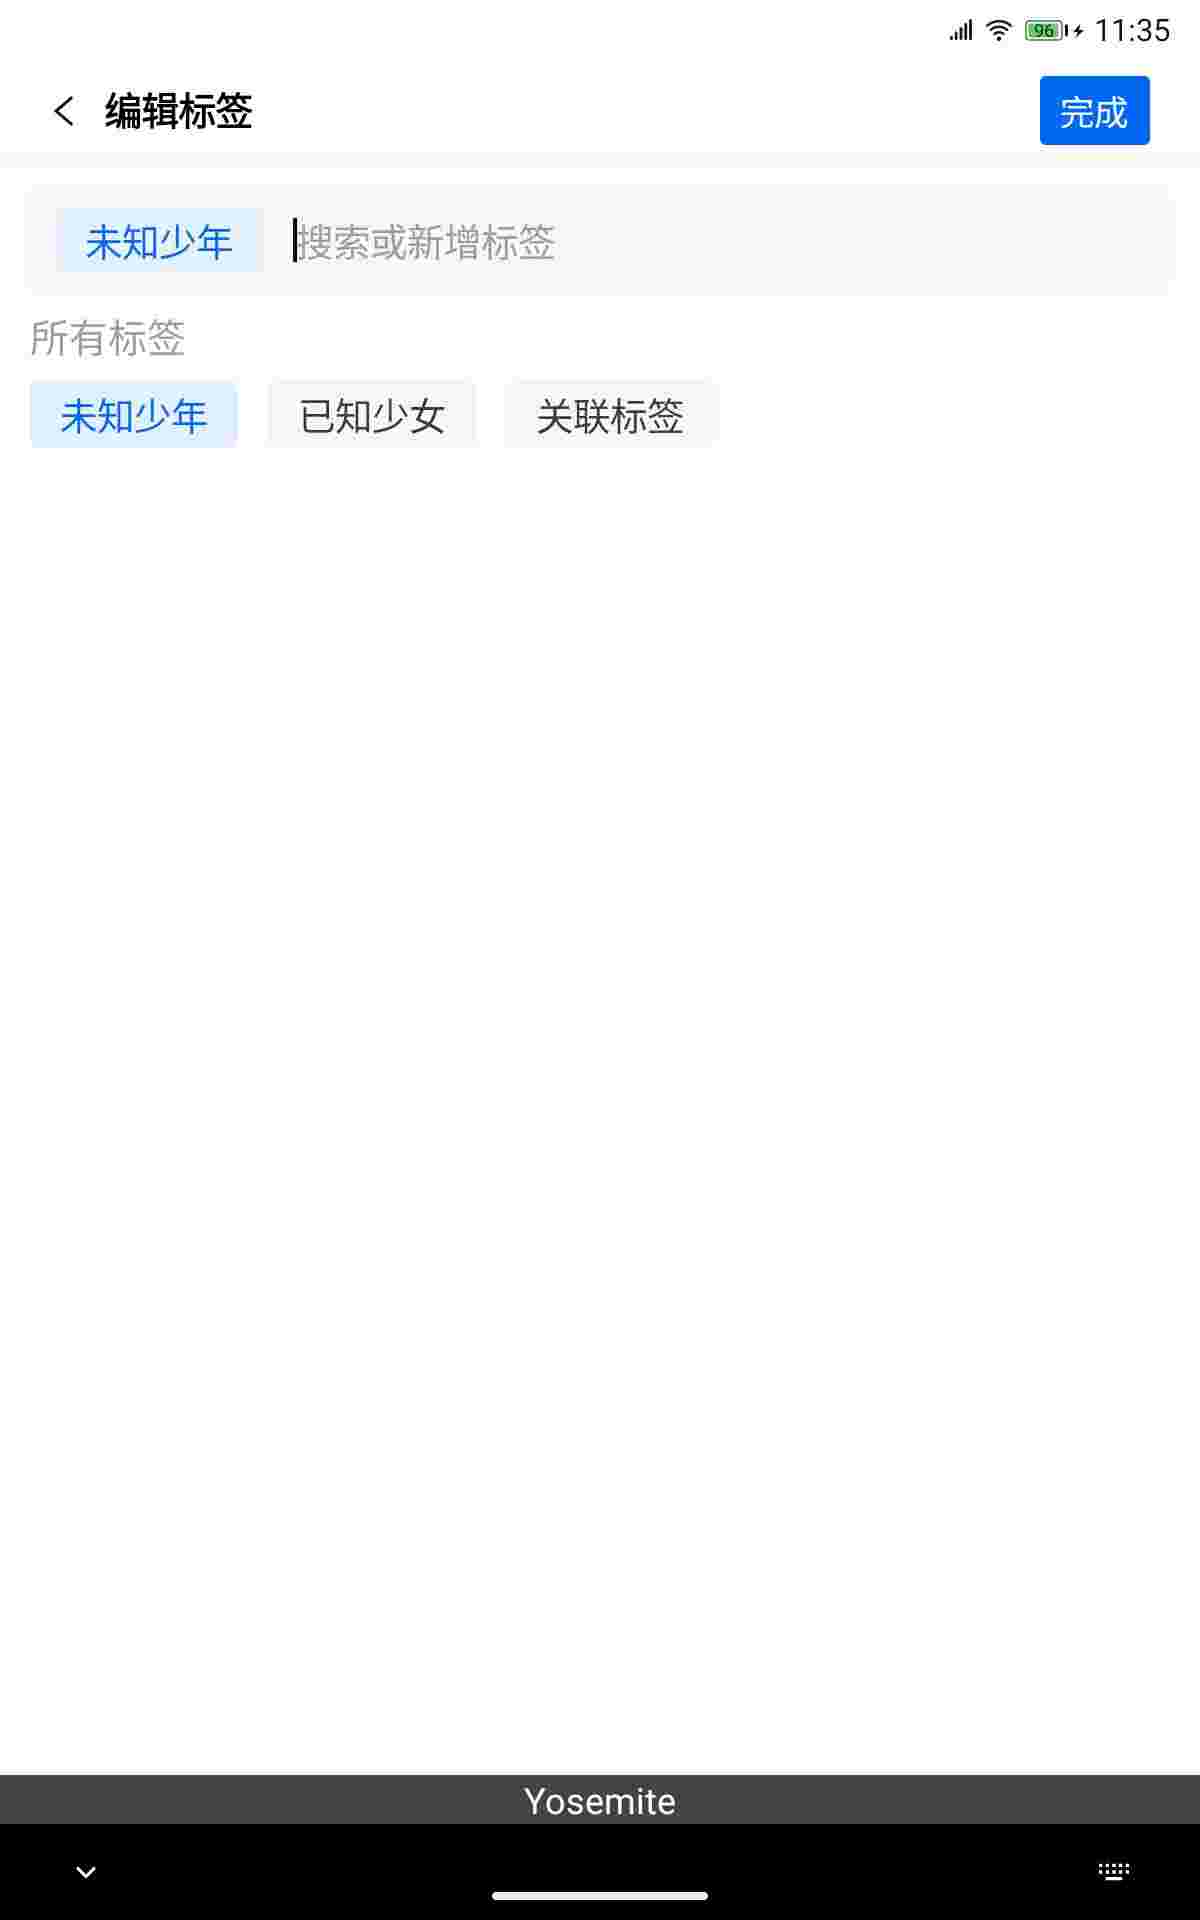 96 11:35
编辑标签 完成
未知少年 搜索或新增标签
所有标签
未知少年 已知少女 关联标签
Yosemite